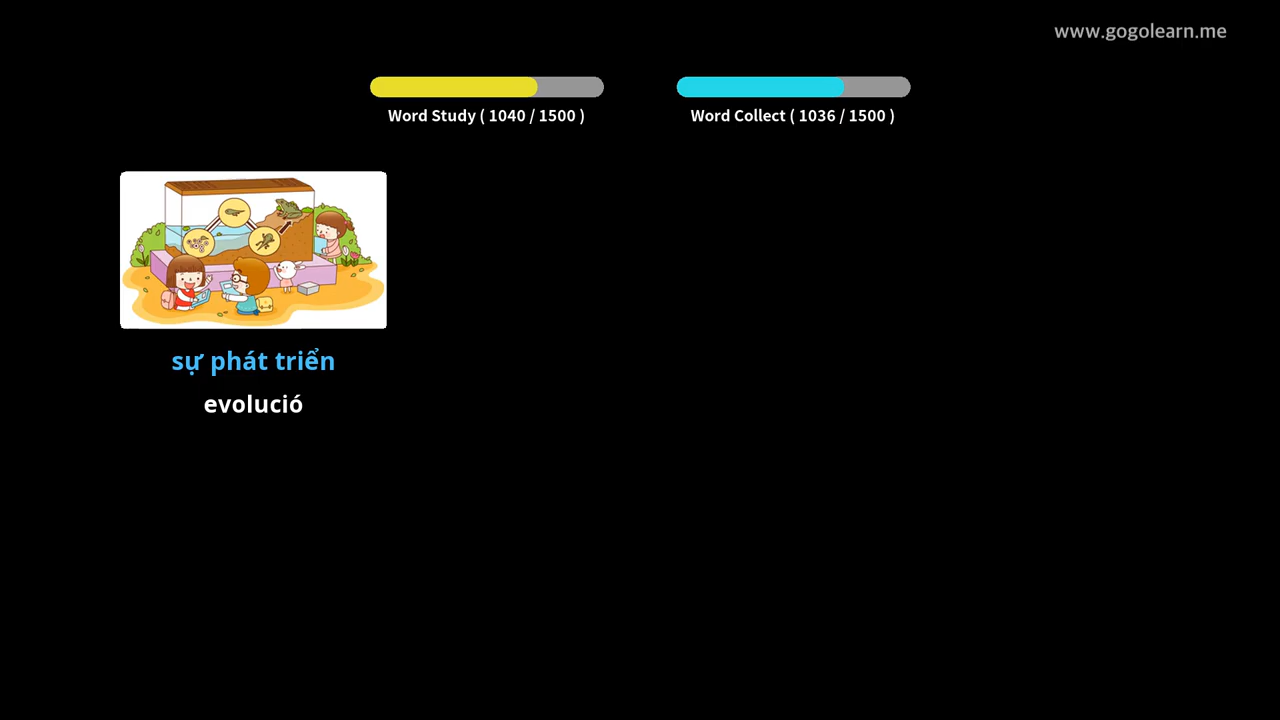 www.gogolearn.me
Word Study ( 1040 / 1500 )
Word Collect ( 1036 / 1500 )
sự phát triển
evolució